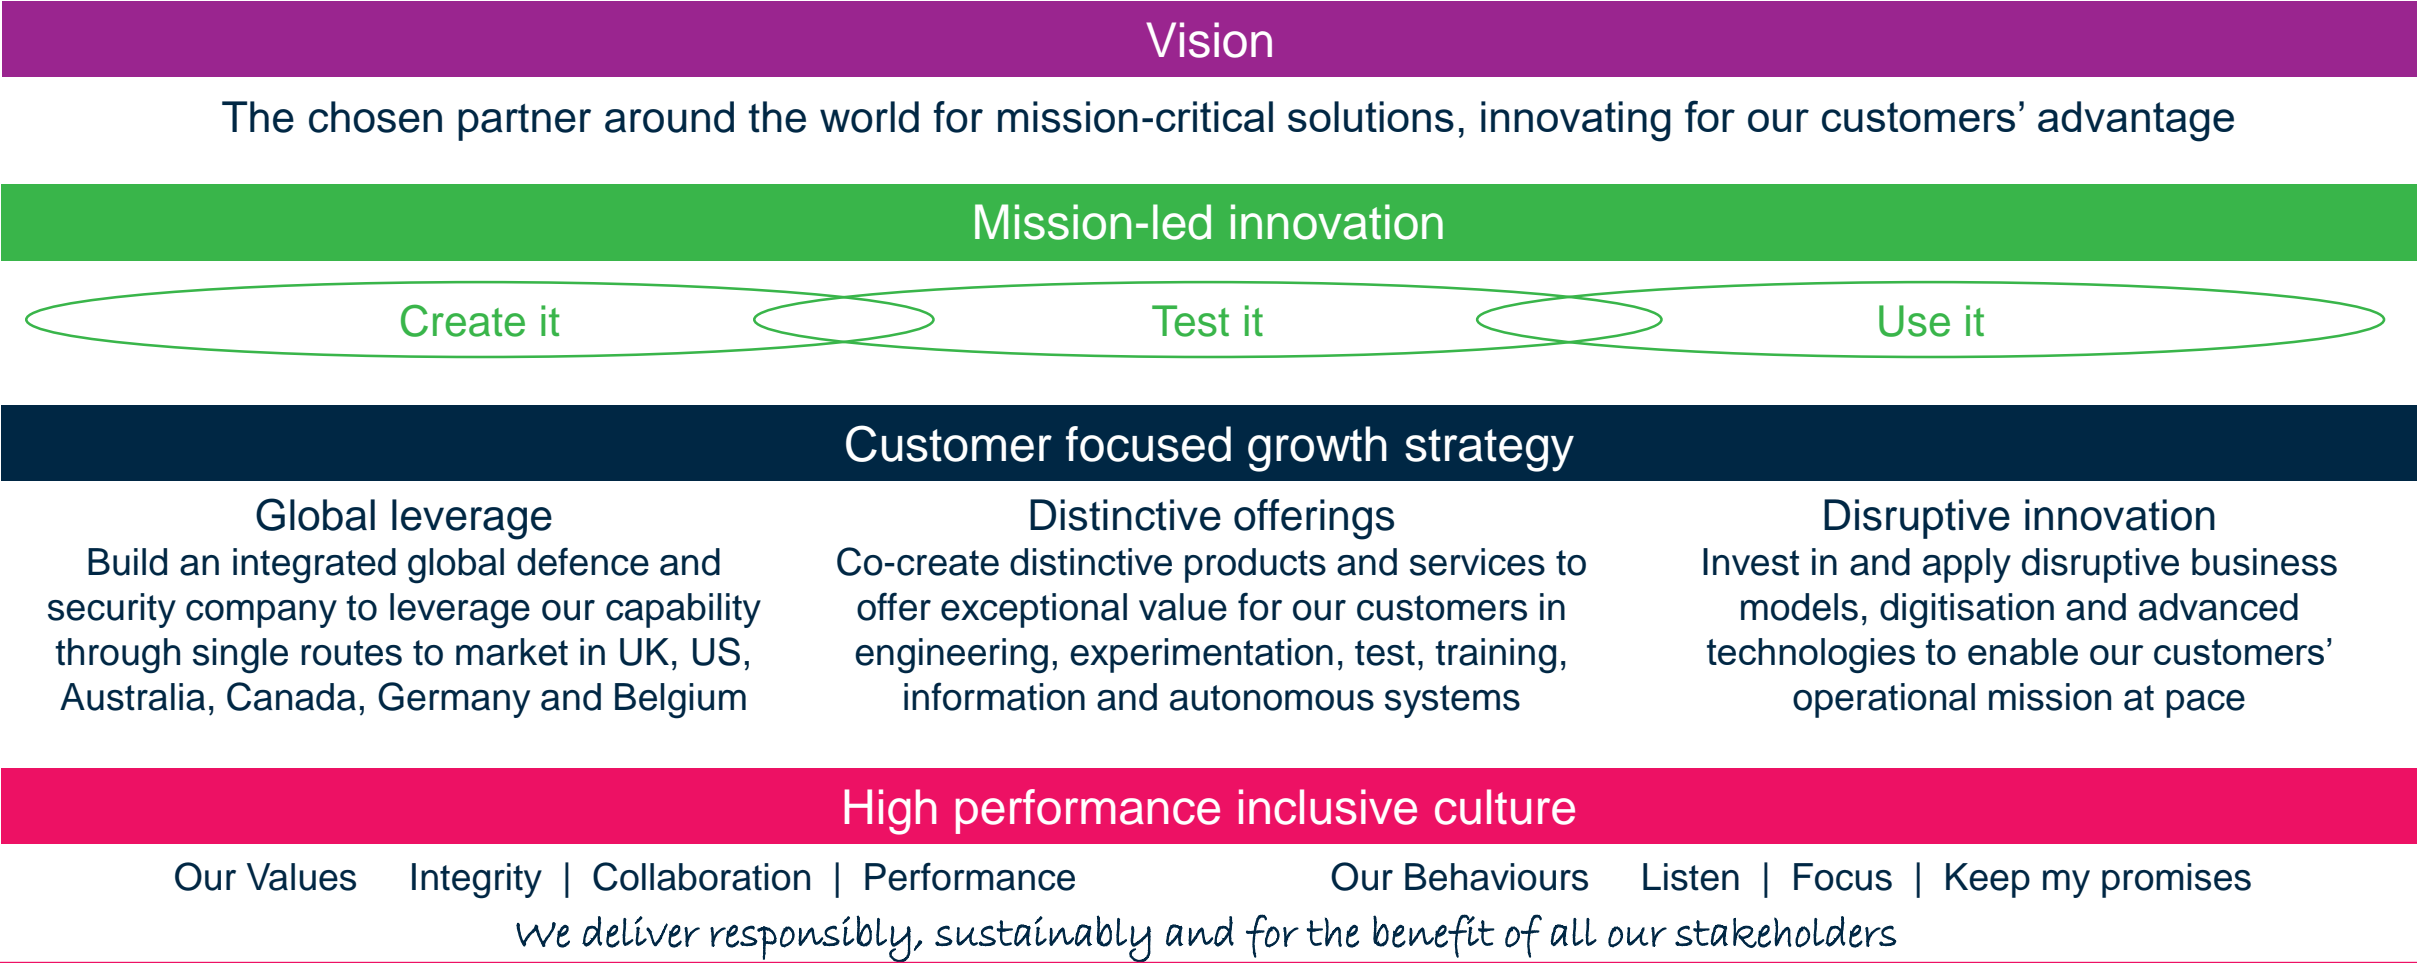 Vision
The chosen partner around the world for mission-critical solutions, innovating for our customers’ advantage
Mission-led innovation
Create it
Test it
Use it
Customer focused growth strategy
Global leverage
Build an integrated global defence and
security company to leverage our capability
through single routes to market in UK, US,
Australia, Canada, Germany and Belgium
Distinctive offerings
Co-create distinctive products and services to
offer exceptional value for our customers in
engineering, experimentation, test, training,
information and autonomous systems
Disruptive innovation
Invest in and apply disruptive business
models, digitisation and advanced
technologies to enable our customers’
operational mission at pace
High performance inclusive culture
Our Values Integrity | Collaboration | Performance
Our Behaviours Listen | Focus | Keep my promises
We deliver responsibly, sustainably and for the benefit of all our stakeholders